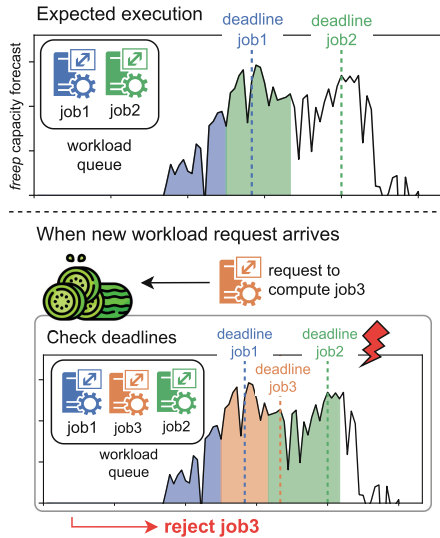 Expected execution
deadline
job1
deadline
job2
freep capacity forecast
job1
job2
workload
queue
When new workload request arrives
request to
compute job3
Check deadlines
deadline
job1
deadline
job3
deadline
job2
job1
job3
job2
workload
queue
reject job3